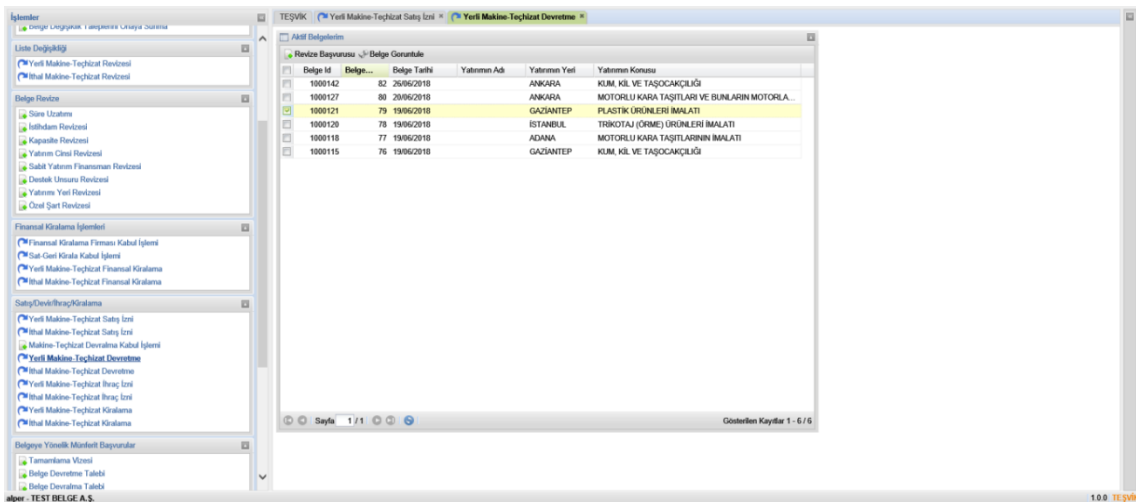 İşlemler
Belge Değişiklik Taleplerini Onaya Sunma
Liste Değişikliği
Yerli Makine-Teçhizat Revizesi
İthal Makine-Teçhizat Revizesi
Belge Revize
Süre Uzatımı
İstihdam Revizesi
Kapasite Revizesi
Yatırım Cinsi Revizesi
Sabit Yatırım Finansman Revizesi
Destek Unsuru Revizesi
Yatırımı Yeri Revizesi
Özel Şart Revizesi
Finansal Kiralama İşlemleri
Finansal Kiralama Firması Kabul İşlemi
Sat-Geri Kirala Kabul İşlemi
Yerli Makine-Teçhizat Finansal Kiralama
İthal Makine-Teçhizat Finansal Kiralama
Satış/Devir/İhraç/Kiralama
Yerli Makine-Teçhizat Satış İzni
İthal Makine-Teçhizat Satış İzni
Makine-Teçhizat Devralma Kabul İşlemi
Yerli Makine-Teçhizat Devretme
İthal Makine-Teçhizat Devretme
Yerli Makine-Teçhizat İhraç İzni
İthal Makine-Teçhizat İhraç İzni
Yerli Makine-Teçhizat Kiralama
İthal Makine-Teçhizat Kiralama
Belgeye Yönelik Münferit Başvurular
Tamamlama Vizesi
Belge Devretme Talebi
Belge Devralma Talebi
TEŞVİK Yerli Makine-Teçhizat Satış İzni Yerli Makine-Teçhizat Devretme
Aktif Belgelerim
Revize Başvurusu Belge Goruntule
Belge Id Belge... Belge Tarihi Yatırımın Adı Yatırımın Yeri Yatırımın Konusu
1000142 82 26/06/2018 ANKARA KUM, KİL VE TAŞOCAKÇILIĞI
1000127 80 20/06/2018 ANKARA MOTORLU KARA TAŞITLARI VE BUNLARIN MOTORLA...
1000121 79 19/06/2018 GAZİANTEP PLASTİK ÜRÜNLERİ İMALATI
1000120 78 19/06/2018 İSTANBUL TRİKOTAJ (ÖRME) ÜRÜNLERİ İMALATI
1000118 77 19/06/2018 ADANA MOTORLU KARA TAŞITLARININ İMALATI
1000115 76 19/06/2018 GAZİANTEP KUM, KİL VE TAŞOCAKÇILIĞI
Sayfa 1 / 1 Gösterilen Kayıtlar 1 - 6 / 6
alper - TEST BELGE A.Ş. 1.0.0 TEŞVİK